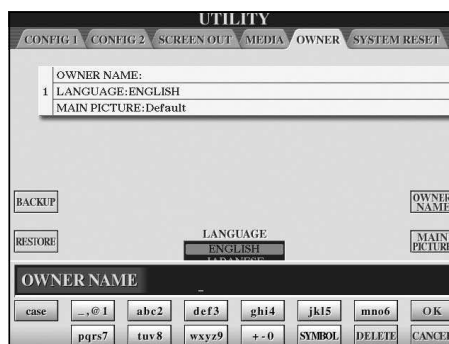 UTILITY
CONFIG 1 CONFIG 2 SCREEN OUT MEDIA OWNER SYSTEM RESET
OWNER NAME:
1 LANGUAGE:ENGLISH
MAIN PICTURE:Default
BACKUP
OWNER NAME
RESTORE
LANGUAGE
ENGLISH
JAPANESE
MAIN PICTURE
OWNER NAME _
case _,@1 abc2 def3 ghi4 jkl5 mno6 OK
pqrs7 tuv8 wxyz9 +-0 SYMBOL DELETE CANCEL